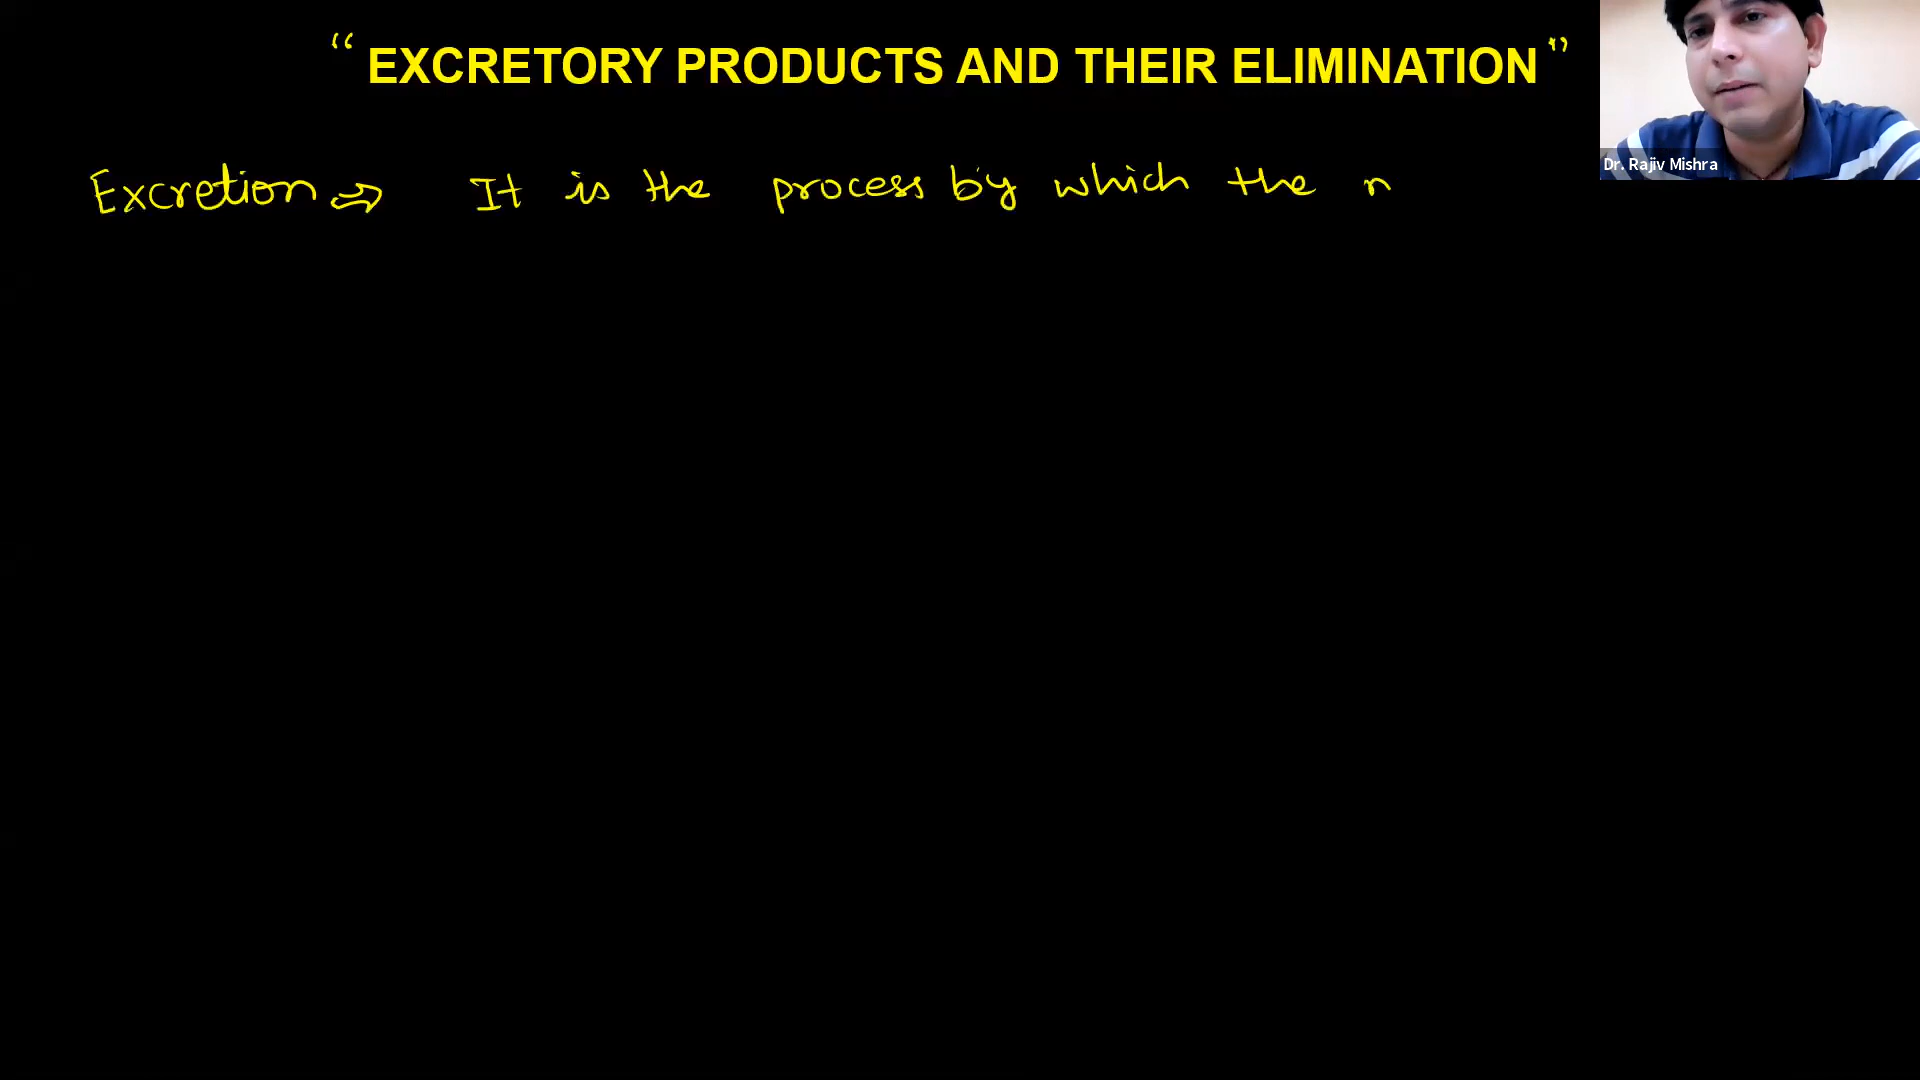 “EXCRETORY PRODUCTS AND THEIR ELIMINATION”
Dr. Rajiv Mishra
Excretion ⇒ It is the process by which the n